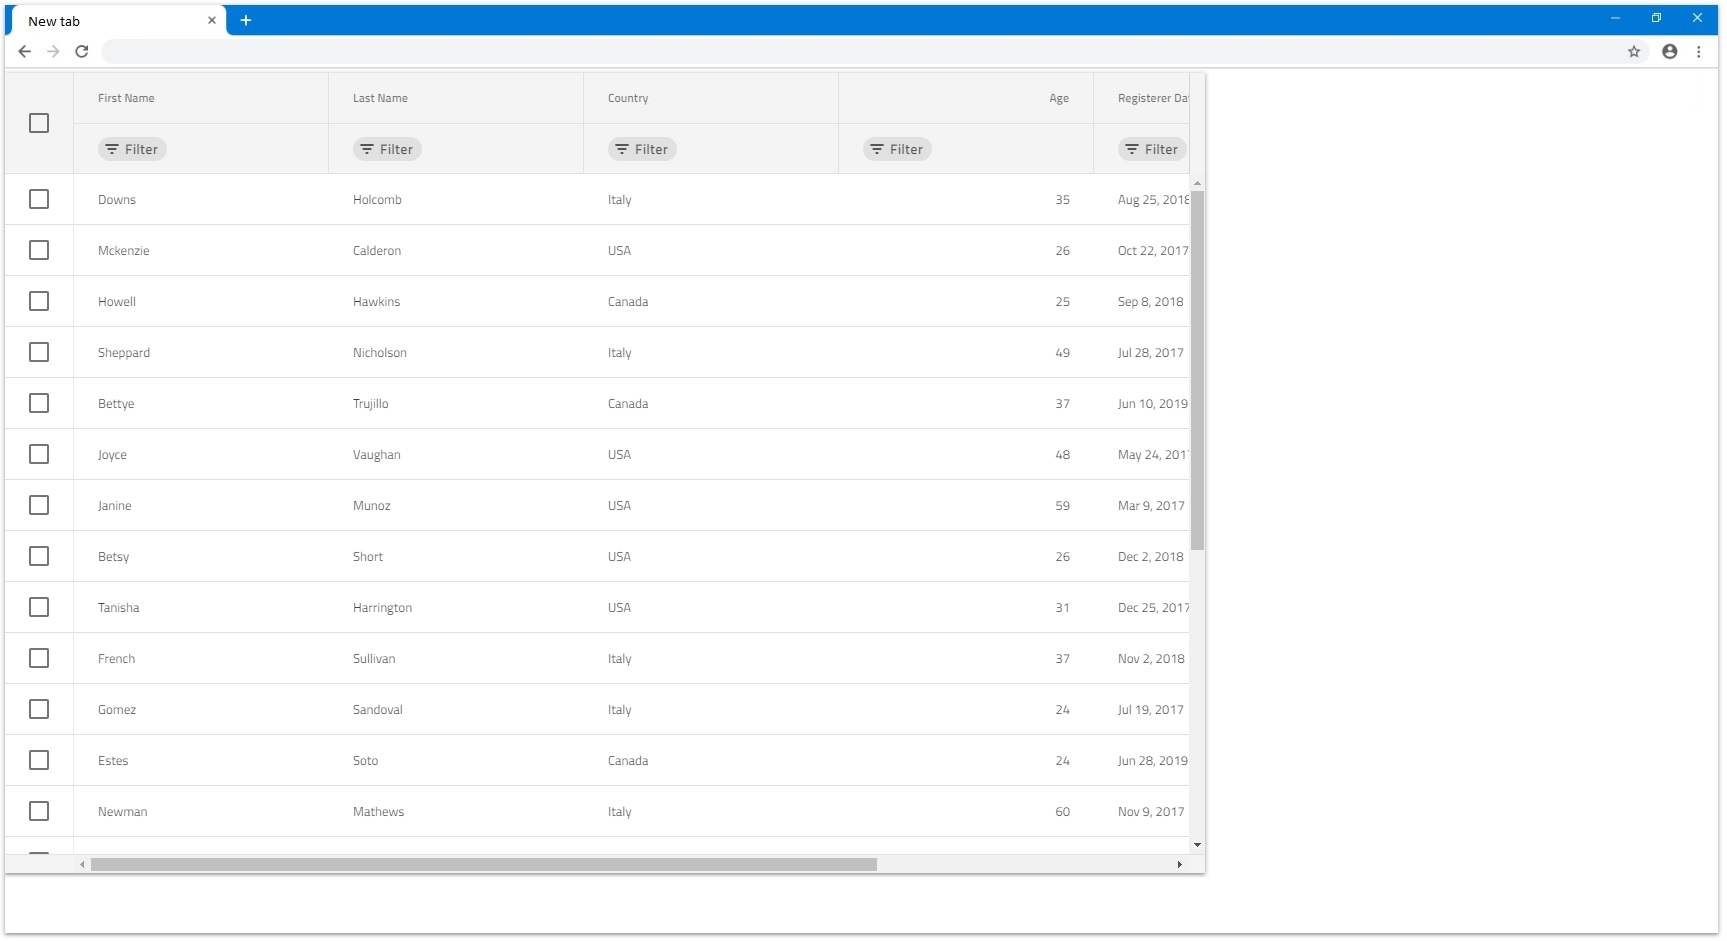 New tab
First Name Last Name Country Age Registerer Da
Filter Filter Filter Filter Filter
Downs Holcomb Italy 35 Aug 25, 2018
Mckenzie Calderon USA 26 Oct 22, 2017
Howell Hawkins Canada 25 Sep 8, 2018
Sheppard Nicholson Italy 49 Jul 28, 2017
Bettye Trujillo Canada 37 Jun 10, 2019
Joyce Vaughan USA 48 May 24, 201
Janine Munoz USA 59 Mar 9, 2017
Betsy Short USA 26 Dec 2, 2018
Tanisha Harrington USA 31 Dec 25, 2017
French Sullivan Italy 37 Nov 2, 2018
Gomez Sandoval Italy 24 Jul 19, 2017
Estes Soto Canada 24 Jun 28, 2019
Newman Mathews Italy 60 Nov 9, 2017